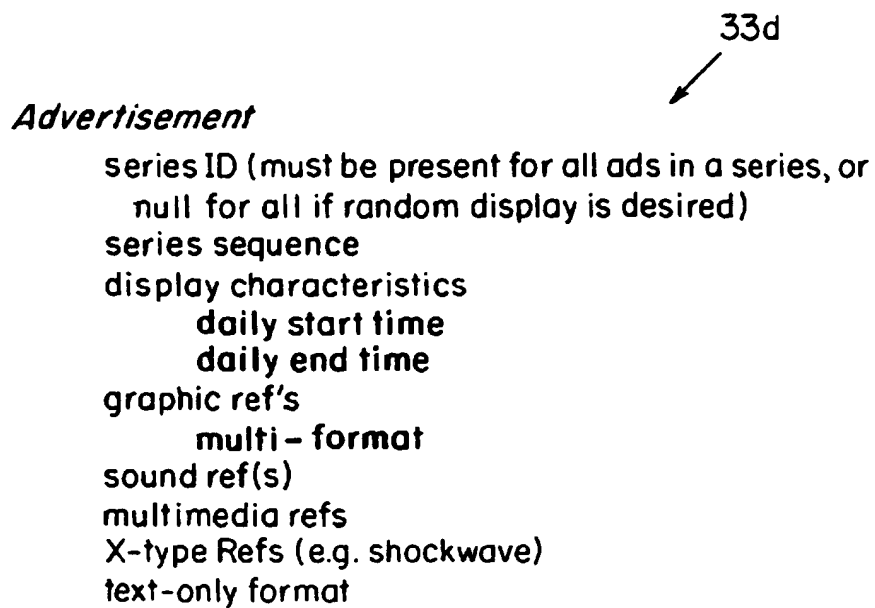 33d
Advertisement
series ID (must be present for all ads in a series, or
null for all if random display is desired)
series sequence
display characteristics
daily start time
daily end time
graphic ref's
multi-format
sound ref(s)
multimedia refs
X-type Refs (e.g. shockwave)
text-only format